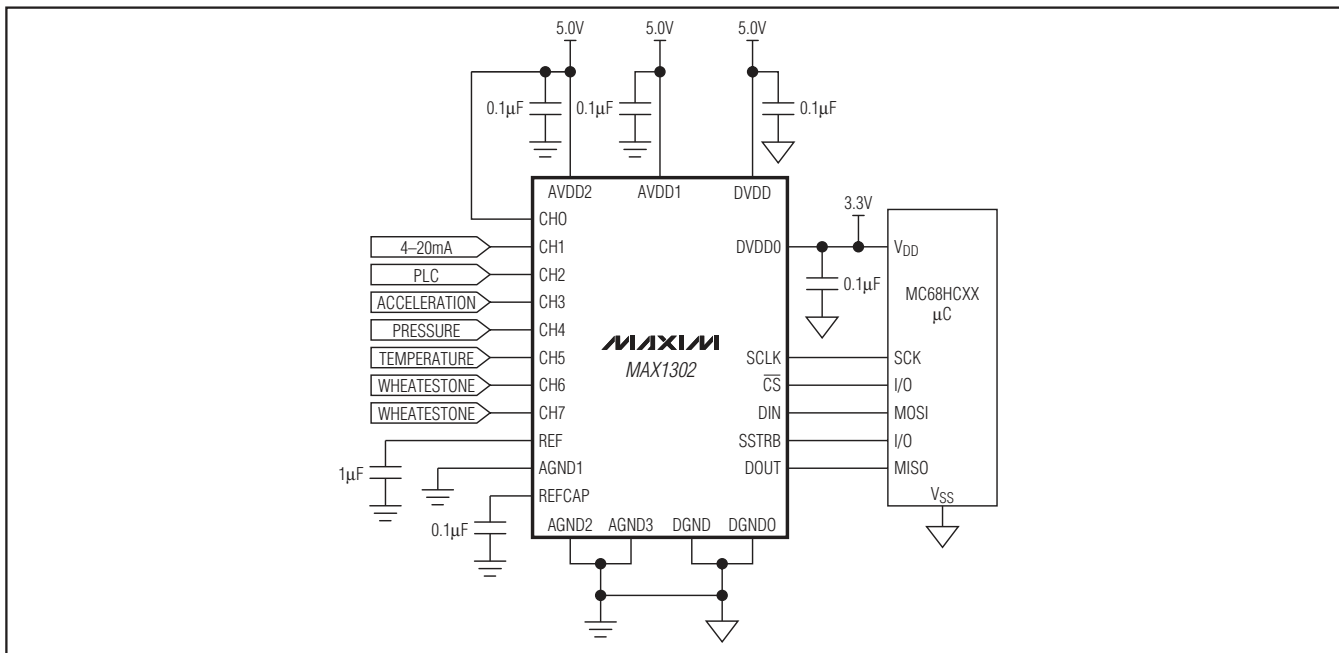 5.0V 5.0V 5.0V
0.1µF 0.1µF 0.1µF
AVDD2 AVDD1 DVDD
3.3V
CH0
4–20mA CH1 DVDD0 VDD
PLC CH2
0.1µF
MC68HCXX
µC
ACCELERATION CH3
PRESSURE CH4
MAXIM
MAX1302
TEMPERATURE CH5 SCLK SCK
WHEATESTONE CH6 CS I/O
WHEATESTONE CH7 DIN MOSI
REF SSTRB I/O
1µF
AGND1 DOUT MISO
REFCAP
VSS
0.1µF
AGND2 AGND3 DGND DGND0